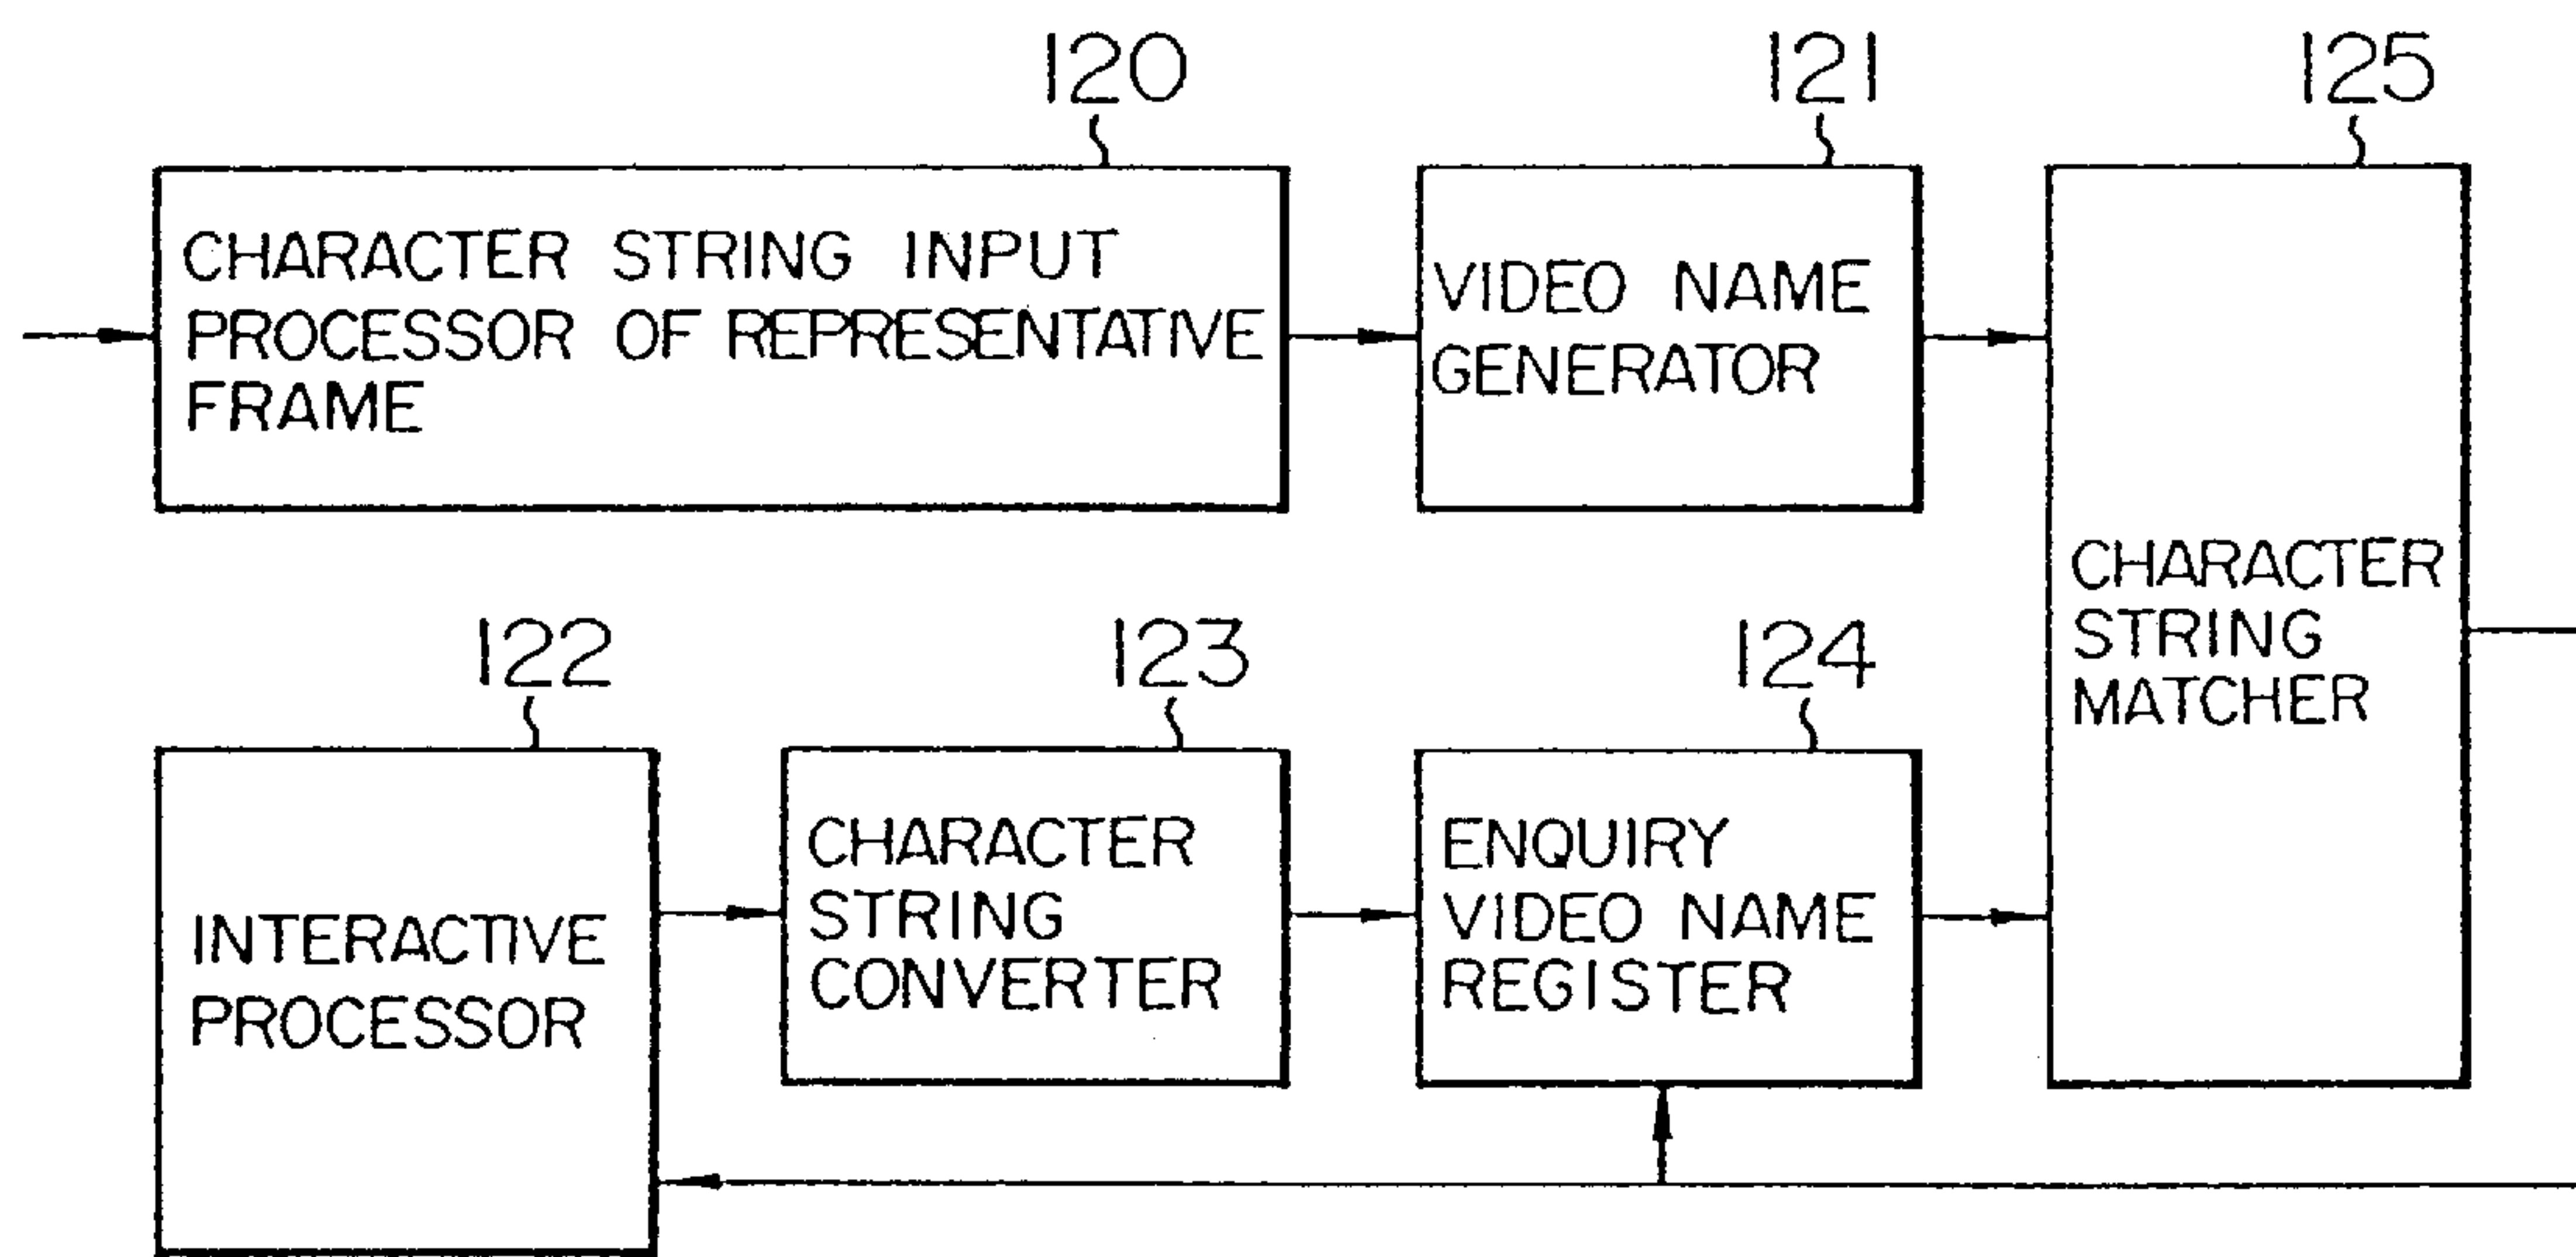 120
121
125
CHARACTER STRING INPUT
PROCESSOR OF REPRESENTATIVE
FRAME
VIDEO NAME
GENERATOR
CHARACTER
STRING
MATCHER
122
123
124
INTERACTIVE
PROCESSOR
CHARACTER
STRING
CONVERTER
ENQUIRY
VIDEO NAME
REGISTER